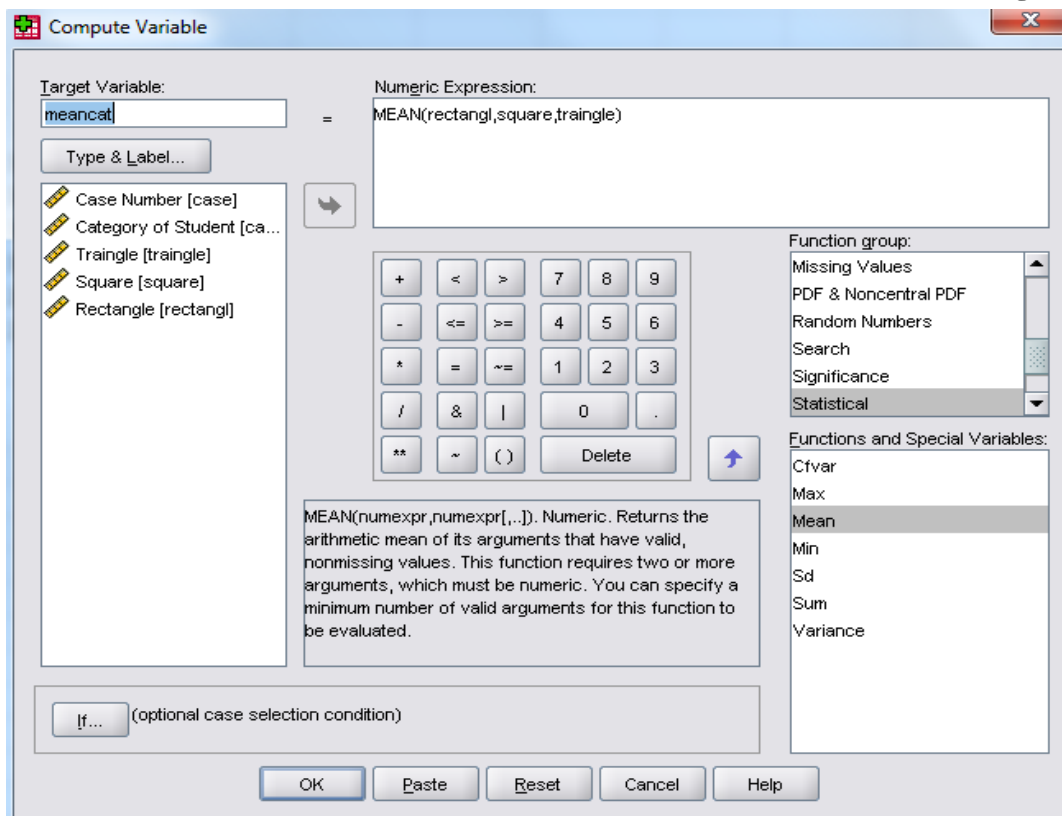 Compute Variable
Target Variable:
meancat
=
Type & Label...
Numeric Expression:
MEAN(rectangl,square,traingle)
Case Number [case]
Category of Student [ca...
Traingle [traingle]
Square [square]
Rectangle [rectangl]
+ < > 7 8 9
- <= >= 4 5 6
* = ~= 1 2 3
/ & | 0 .
** ~ ( ) Delete
Function group:
Missing Values
PDF & Noncentral PDF
Random Numbers
Search
Significance
Statistical
MEAN(numexpr,numexpr[,..]). Numeric. Returns the
arithmetic mean of its arguments that have valid,
nonmissing values. This function requires two or more
arguments, which must be numeric. You can specify a
minimum number of valid arguments for this function to
be evaluated.
Functions and Special Variables:
Cfvar
Max
Mean
Min
Sd
Sum
Variance
If... (optional case selection condition)
OK Paste Reset Cancel Help